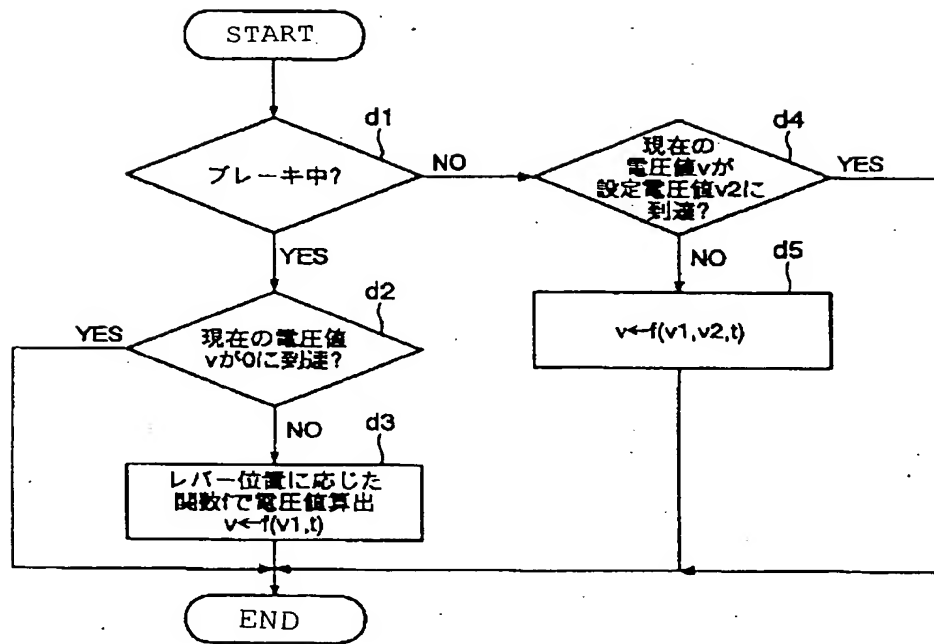 START
d1
ブレーキ中?
NO
YES
d4
現在の
電圧値vが
設定電圧値v2に
到達?
YES
NO
d5
v←f(v1,v2,t)
d2
YES
現在の電圧値
vが0に到達?
NO
d3
レバー位置に応じた
関数fで電圧値算出
v←f(v1,t)
END